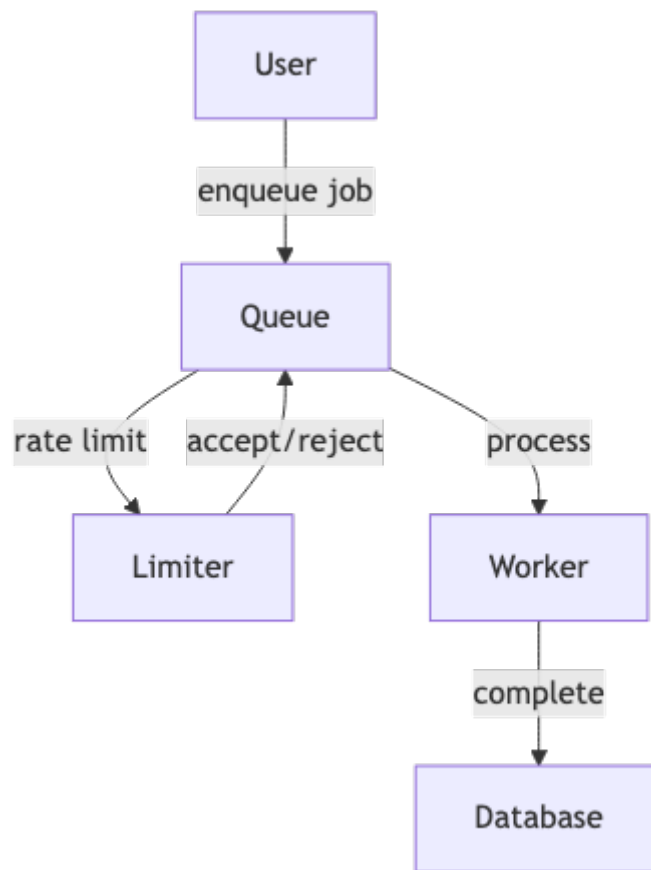 User
enqueue job
Queue
rate limit
accept/reject
process
Limiter
Worker
complete
Database